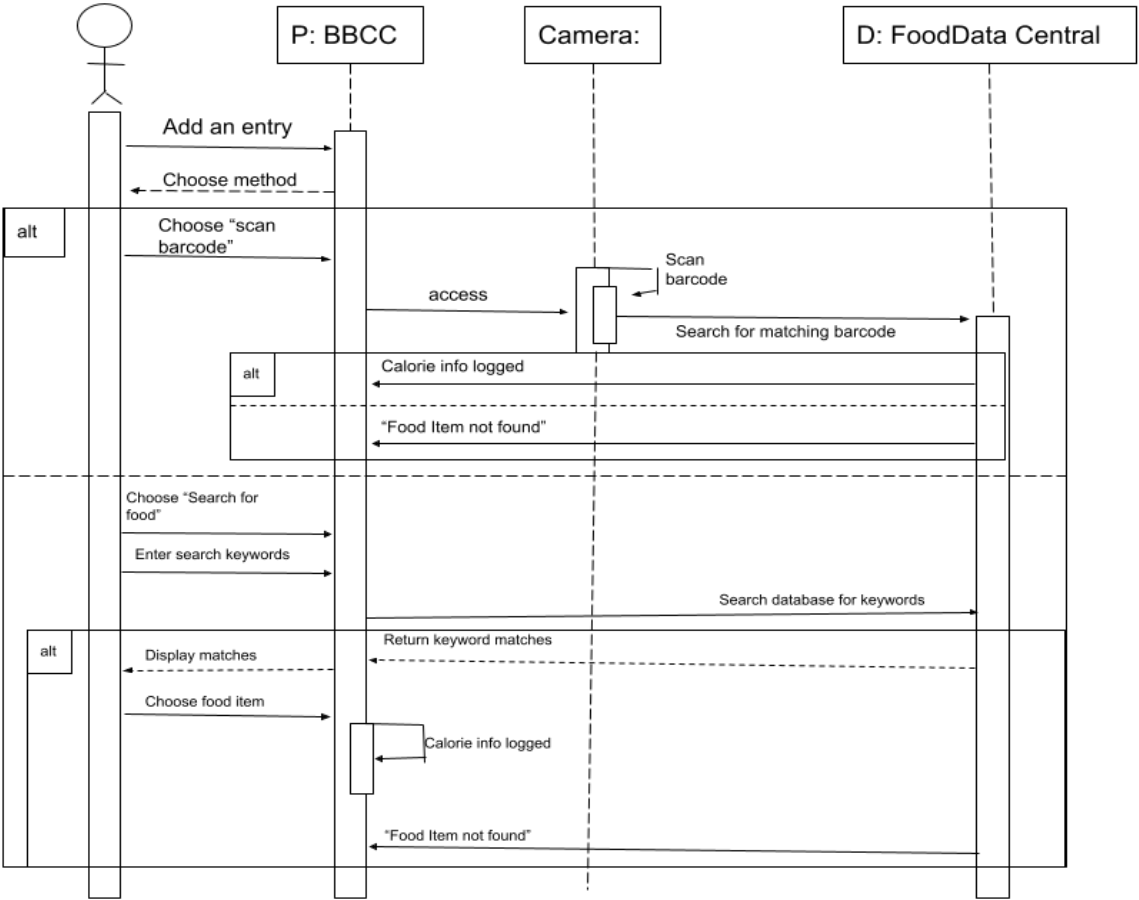 P: BBCC
Camera:
D: FoodData Central
Add an entry
Choose method
alt
Choose “scan
barcode”
Scan
barcode
access
Search for matching barcode
alt
Calorie info logged
“Food Item not found”
Choose “Search for
food”
Enter search keywords
Search database for keywords
alt
Return keyword matches
Display matches
Choose food item
Calorie info logged
“Food Item not found”